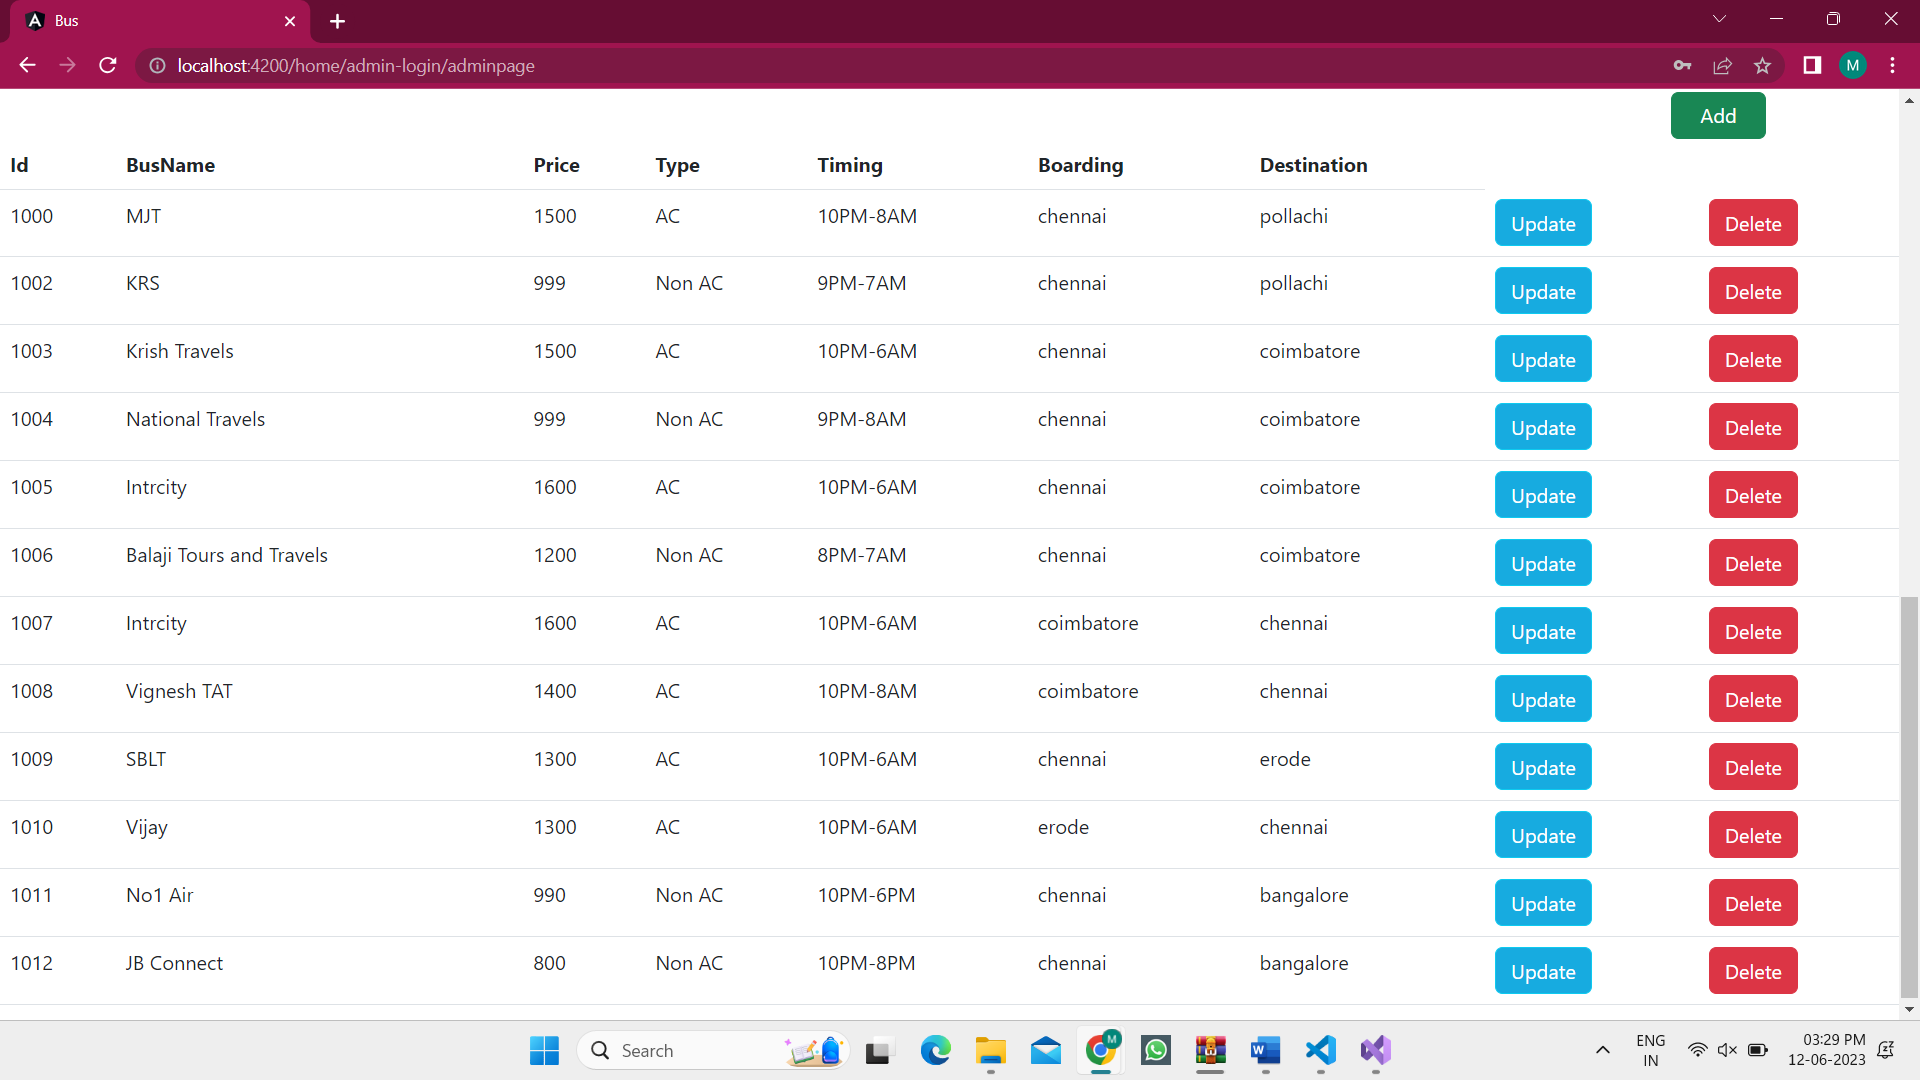 Bus
localhost:4200/home/admin-login/adminpage
M
Add
Id BusName Price Type Timing Boarding Destination
1000 MJT 1500 AC 10PM-8AM chennai pollachi Update Delete
1002 KRS 999 Non AC 9PM-7AM chennai pollachi Update Delete
1003 Krish Travels 1500 AC 10PM-6AM chennai coimbatore Update Delete
1004 National Travels 999 Non AC 9PM-8AM chennai coimbatore Update Delete
1005 Intrcity 1600 AC 10PM-6AM chennai coimbatore Update Delete
1006 Balaji Tours and Travels 1200 Non AC 8PM-7AM chennai coimbatore Update Delete
1007 Intrcity 1600 AC 10PM-6AM coimbatore chennai Update Delete
1008 Vignesh TAT 1400 AC 10PM-8AM coimbatore chennai Update Delete
1009 SBLT 1300 AC 10PM-6AM chennai erode Update Delete
1010 Vijay 1300 AC 10PM-6AM erode chennai Update Delete
1011 No1 Air 990 Non AC 10PM-6PM chennai bangalore Update Delete
1012 JB Connect 800 Non AC 10PM-8PM chennai bangalore Update Delete
Search
M
W
ENG
IN
03:29 PM
12-06-2023